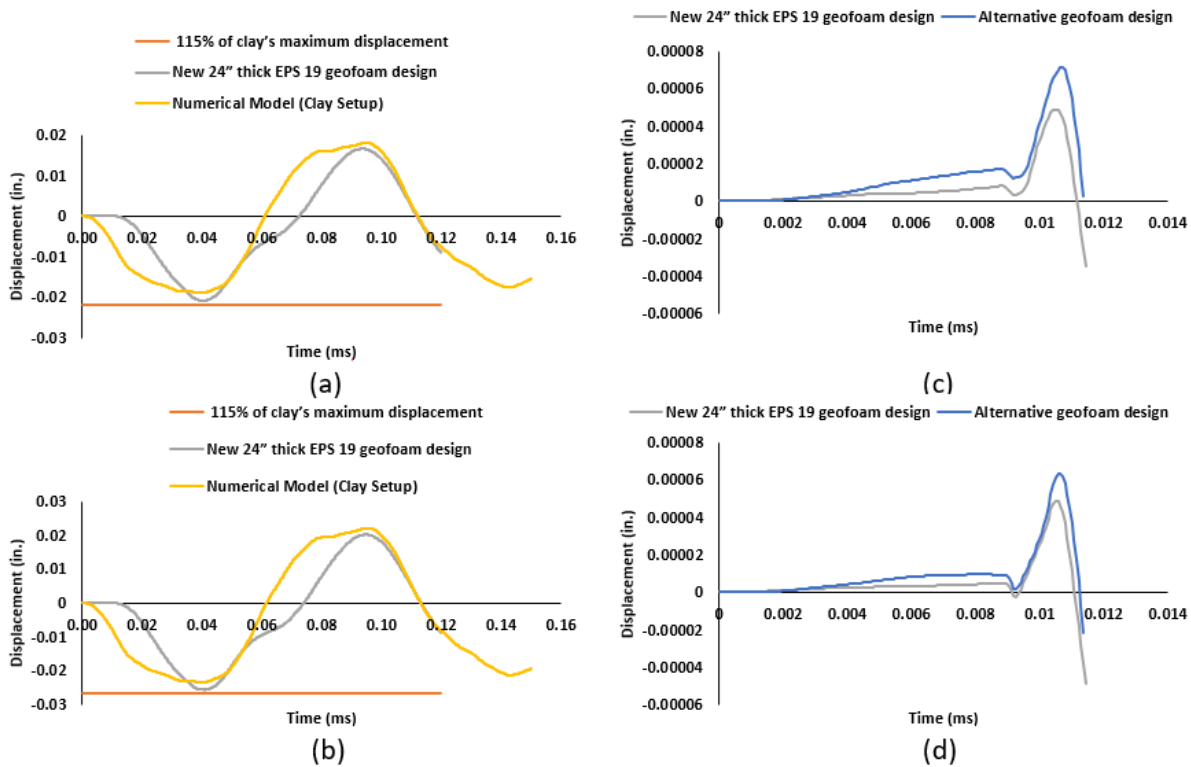 115% of clay's maximum displacement
New 24" thick EPS 19 geofoam design
Numerical Model (Clay Setup)
0.02
0.01
0
-0.01
-0.02
-0.03
0.00 0.02 0.04 0.06 0.08 0.10 0.12 0.14 0.16
Displacement (in.)
Time (ms)
(a)
115% of clay's maximum displacement
New 24" thick EPS 19 geofoam design
Numerical Model (Clay Setup)
0.03
0.02
0.01
0
-0.01
-0.02
-0.03
0.00 0.02 0.04 0.06 0.08 0.10 0.12 0.14 0.16
Displacement (in.)
Time (ms)
(b)
New 24" thick EPS 19 geofoam design Alternative geofoam design
0.00008
0.00006
0.00004
0.00002
0
-0.00002
-0.00004
-0.00006
0 0.002 0.004 0.006 0.008 0.010 0.012 0.014
Displacement (in.)
Time (ms)
(c)
New 24" thick EPS 19 geofoam design Alternative geofoam design
0.00008
0.00006
0.00004
0.00002
0
-0.00002
-0.00004
-0.00006
0 0.002 0.004 0.006 0.008 0.010 0.012 0.014
Displacement (in.)
Time (ms)
(d)